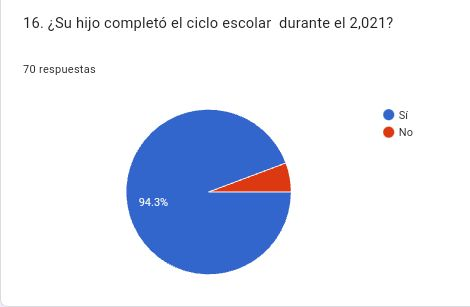 16. ¿Su hijo completó el ciclo escolar durante el 2,021?
70 respuestas
Sí
No
94.3%